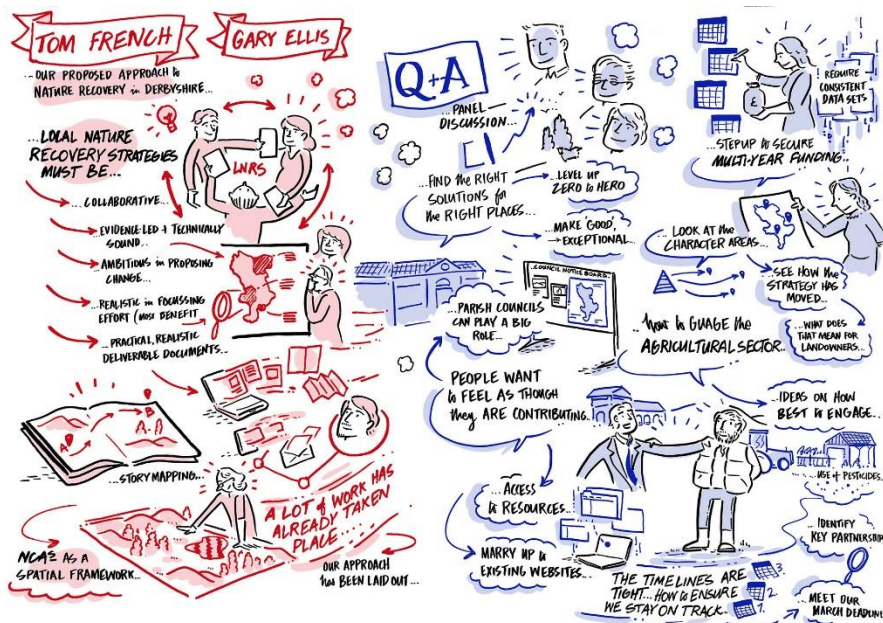 TOM FRENCH
GARY ELLIS
...OUR PROPOSED APPROACH to
NATURE RECOVERY in DERBYSHIRE...
...LOCAL NATURE
RECOVERY STRATEGIES
MUST BE...
LNRS
...COLLABORATIVE...
...EVIDENCE-LED + TECHNICALLY
SOUND...
...AMBITIOUS in PROPOSING
CHANGE...
...REALISTIC in FOCUSSING
EFFORT (MOST BENEFIT
...PRACTICAL, REALISTIC
DELIVERABLE DOCUMENTS...
A
B
...STORY MAPPING...
A LOT of WORK HAS
ALREADY TAKEN
PLACE...
NCA's AS A
SPATIAL FRAMEWORK...
OUR APPROACH
has BEEN LAID OUT...
Q+A
...PANEL
DISCUSSION...
...FIND the RIGHT
SOLUTIONS for
the RIGHT PLACES...
...LEVEL UP
ZERO to HERO
...MAKE GOOD,
EXCEPTIONAL...
£
REQUIRE
CONSISTENT
DATA SETS
...STEP UP to SECURE
MULTI-YEAR FUNDING...
LOOK AT the
CHARACTER AREAS...
...SEE HOW the
STRATEGY HAS
MOVED...
...WHAT DOES
THAT MEAN FOR
LANDOWNERS...
..COUNCIL NOTICE BOARD..
...PARISH COUNCILS
CAN PLAY A BIG
ROLE...
...how to GUAGE the
AGRICULTURAL SECTOR...
PEOPLE WANT
to FEEL AS THOUGH
they ARE CONTRIBUTING...
...IDEAS ON HOW
BEST to ENGAGE...
...USE of PESTICIDES...
...ACCESS
to RESOURCES...
...MARRY UP to
EXISTING WEBSITES...
...IDENTIFY
KEY PARTNERSHIP
THE TIMELINES ARE
TIGHT... HOW to ENSURE
WE STAY ON TRACK..
3.
2.
1.
...MEET OUR
MARCH DEADLINE